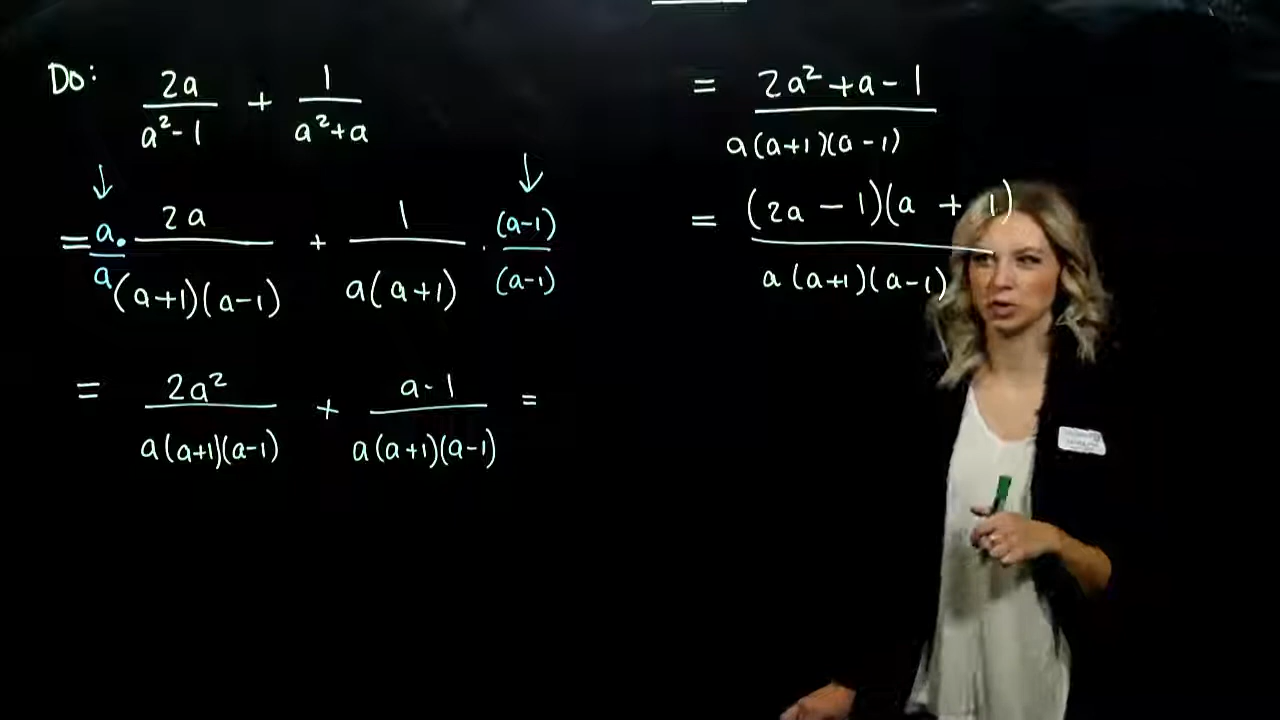 Do: 2a/(a²-1) + 1/(a²+a)
= a/a · 2a/((a+1)(a-1)) + 1/(a(a+1)) · (a-1)/(a-1)
= 2a²/(a(a+1)(a-1)) + (a-1)/(a(a+1)(a-1)) =
= (2a²+a-1)/(a(a+1)(a-1))
= (2a-1)(a+1)/(a(a+1)(a-1))